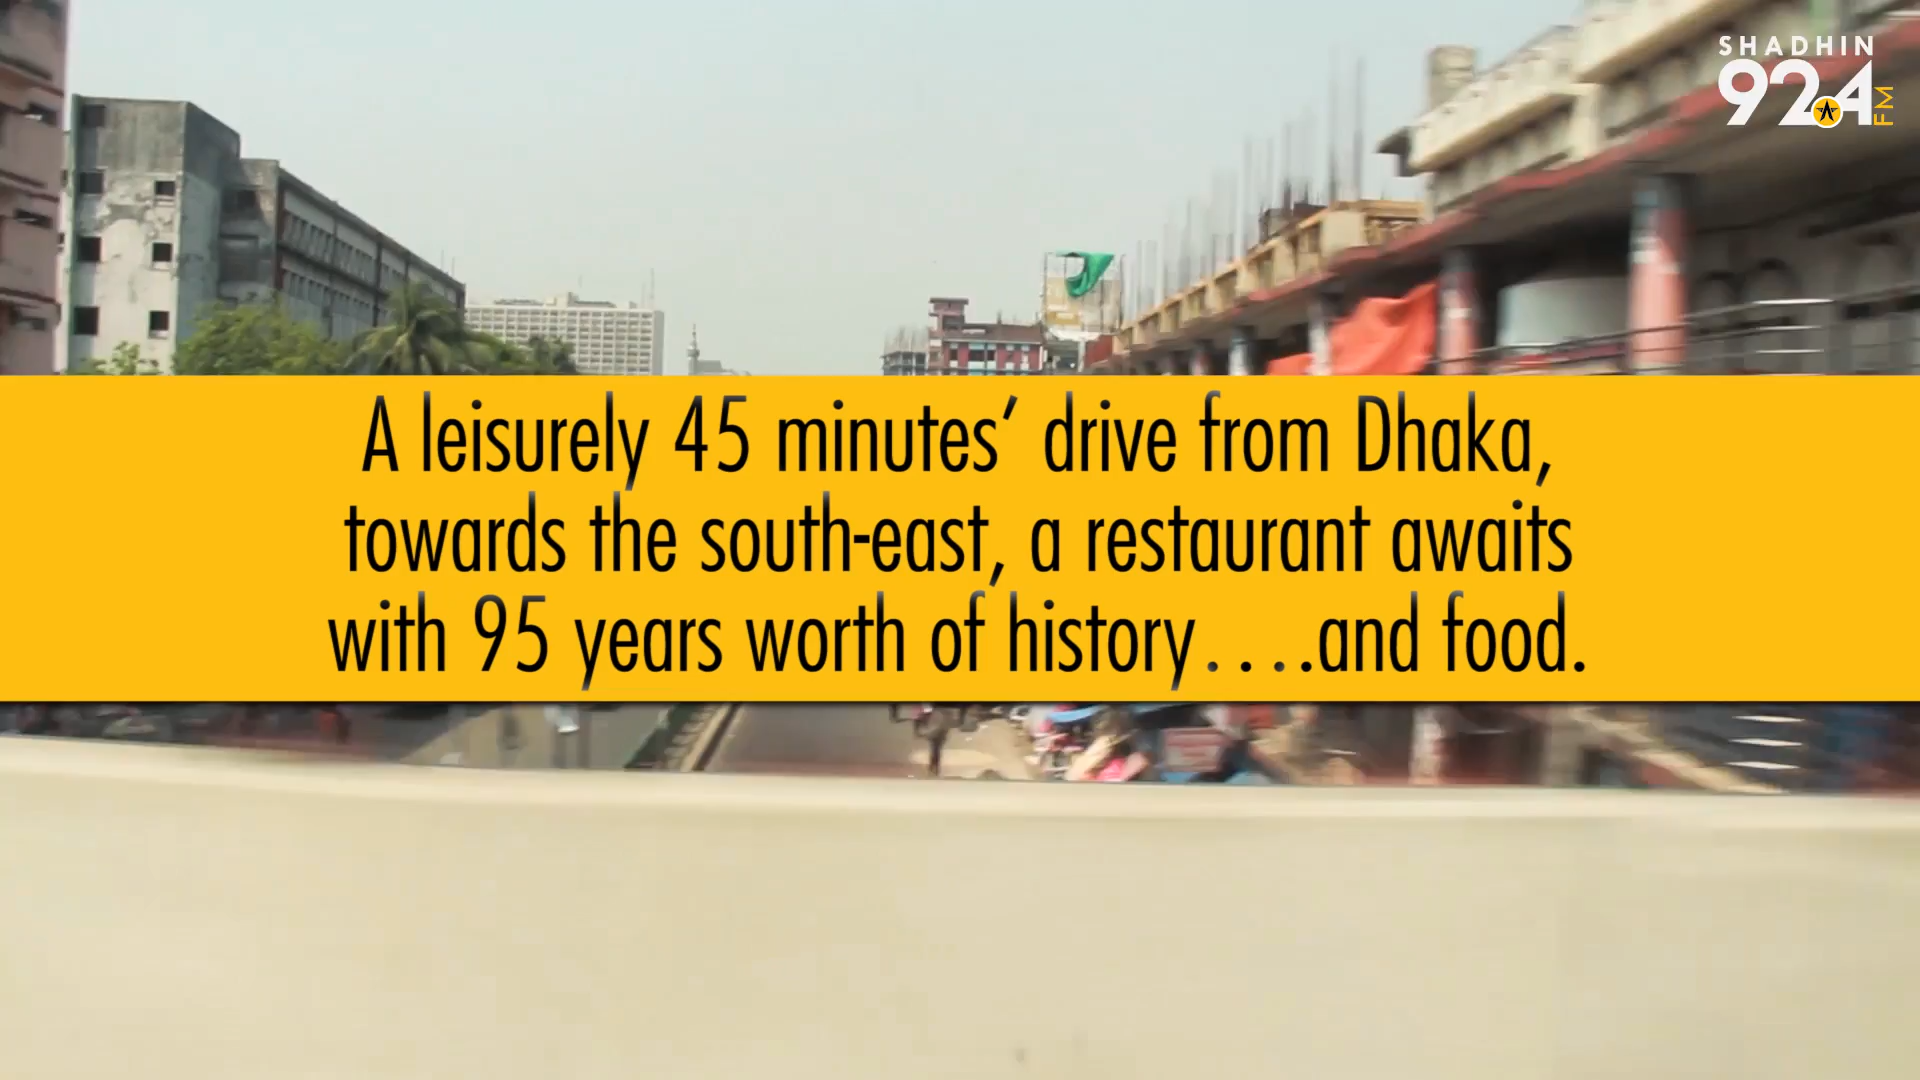 SHADHIN
92.4 FM
A leisurely 45 minutes’ drive from Dhaka,
towards the south-east, a restaurant awaits
with 95 years worth of history....and food.